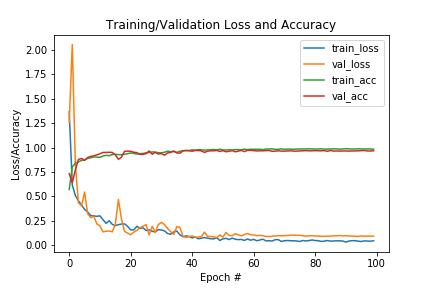 Training/Validation Loss and Accuracy
2.00
1.75
1.50
1.25
1.00
0.75
0.50
0.25
0.00
Loss/Accuracy
train_loss
val_loss
train_acc
val_acc
0 20 40 60 80 100
Epoch #